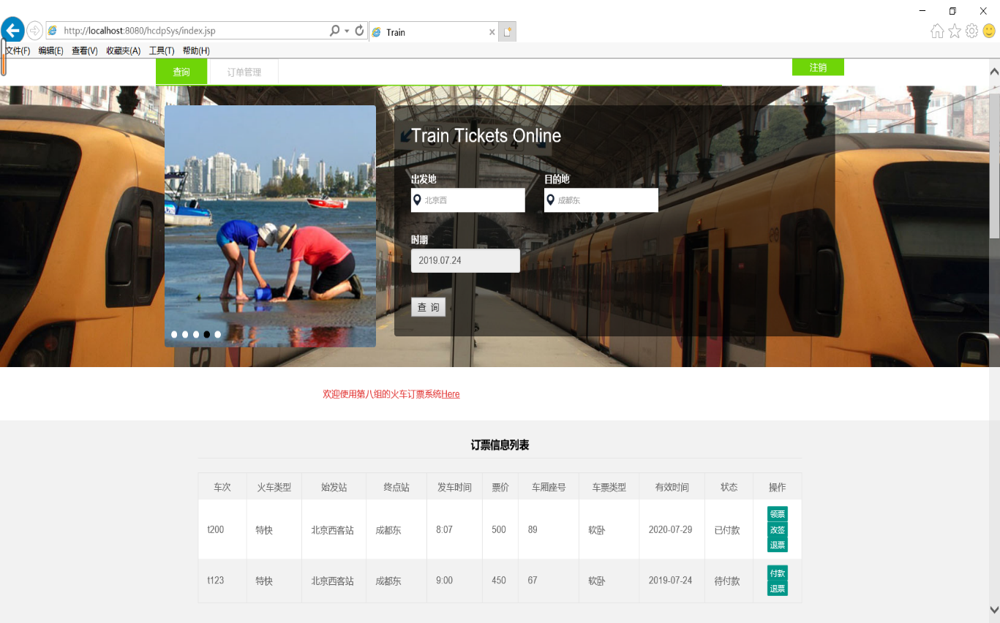 http://localhost:8080/hcdpSys/index.jsp
Train
文件(F) 编辑(E) 查看(V) 收藏夹(A) 工具(T) 帮助(H)
查询 订单管理 注销
Train Tickets Online
出发地 目的地
北京西 成都东
时期
2019.07.24
查 询
欢迎使用第八组的火车订票系统Here
订票信息列表
车次 火车类型 始发站 终点站 发车时间 票价 车厢座号 车票类型 有效时间 状态 操作
领票
t200 特快 北京西客站 成都东 8:07 500 89 软卧 2020-07-29 已付款 改签
退票
付款
t123 特快 北京西客站 成都东 9:00 450 67 软卧 2019-07-24 待付款
退票